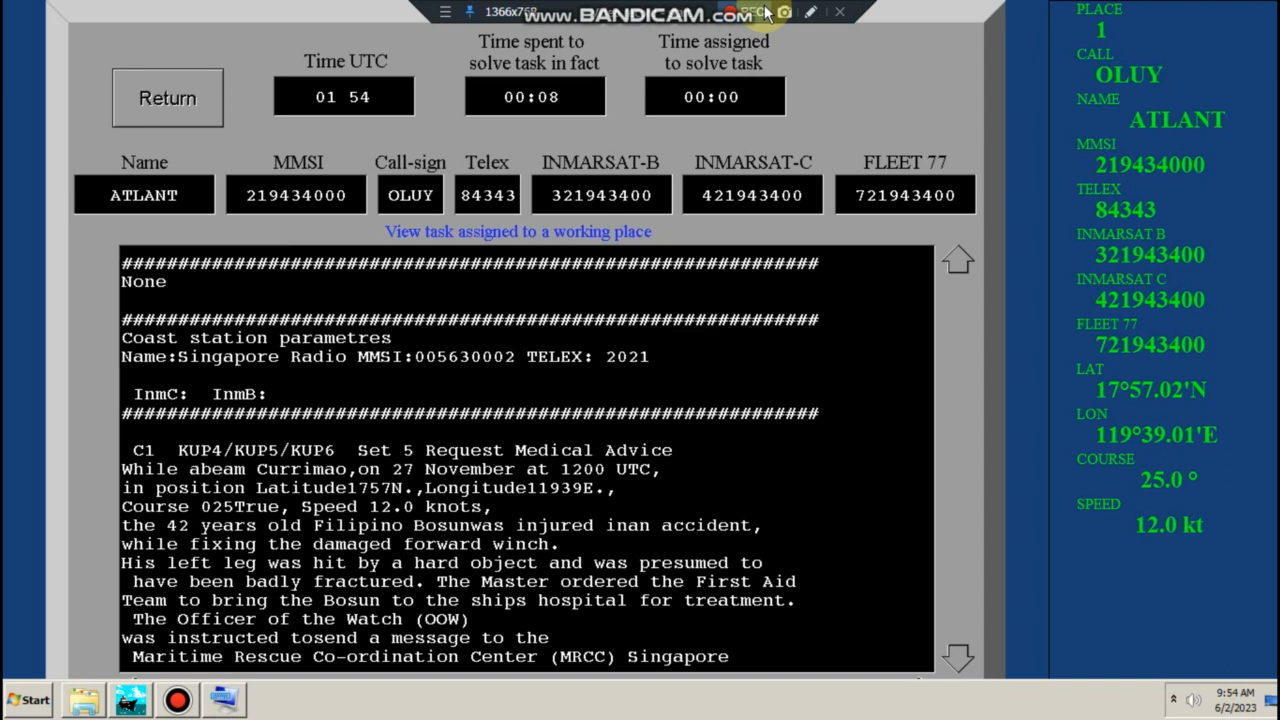 1366x768
www.BANDICAM.com
REC
Return
Time UTC
01 54
Time spent to
solve task in fact
00:08
Time assigned
to solve task
00:00
Name
ATLANT
MMSI
219434000
Call-sign
OLUY
Telex
84343
INMARSAT-B
321943400
INMARSAT-C
421943400
FLEET 77
721943400
View task assigned to a working place
##############################################################
None
##############################################################
Coast station parametres
Name:Singapore Radio MMSI:005630002 TELEX: 2021
InmC: InmB:
##############################################################
C1 KUP4/KUP5/KUP6 Set 5 Request Medical Advice
While abeam Currimao,on 27 November at 1200 UTC,
in position Latitude1757N.,Longitude11939E.,
Course 025True, Speed 12.0 knots,
the 42 years old Filipino Bosunwas injured inan accident,
while fixing the damaged forward winch.
His left leg was hit by a hard object and was presumed to
have been badly fractured. The Master ordered the First Aid
Team to bring the Bosun to the ships hospital for treatment.
The Officer of the Watch (OOW)
was instructed tosend a message to the
Maritime Rescue Co-ordination Center (MRCC) Singapore
PLACE
1
CALL
OLUY
NAME
ATLANT
MMSI
219434000
TELEX
84343
INMARSAT B
321943400
INMARSAT C
421943400
FLEET 77
721943400
LAT
17°57.02'N
LON
119°39.01'E
COURSE
25.0 °
SPEED
12.0 kt
Start
9:54 AM
6/2/2023